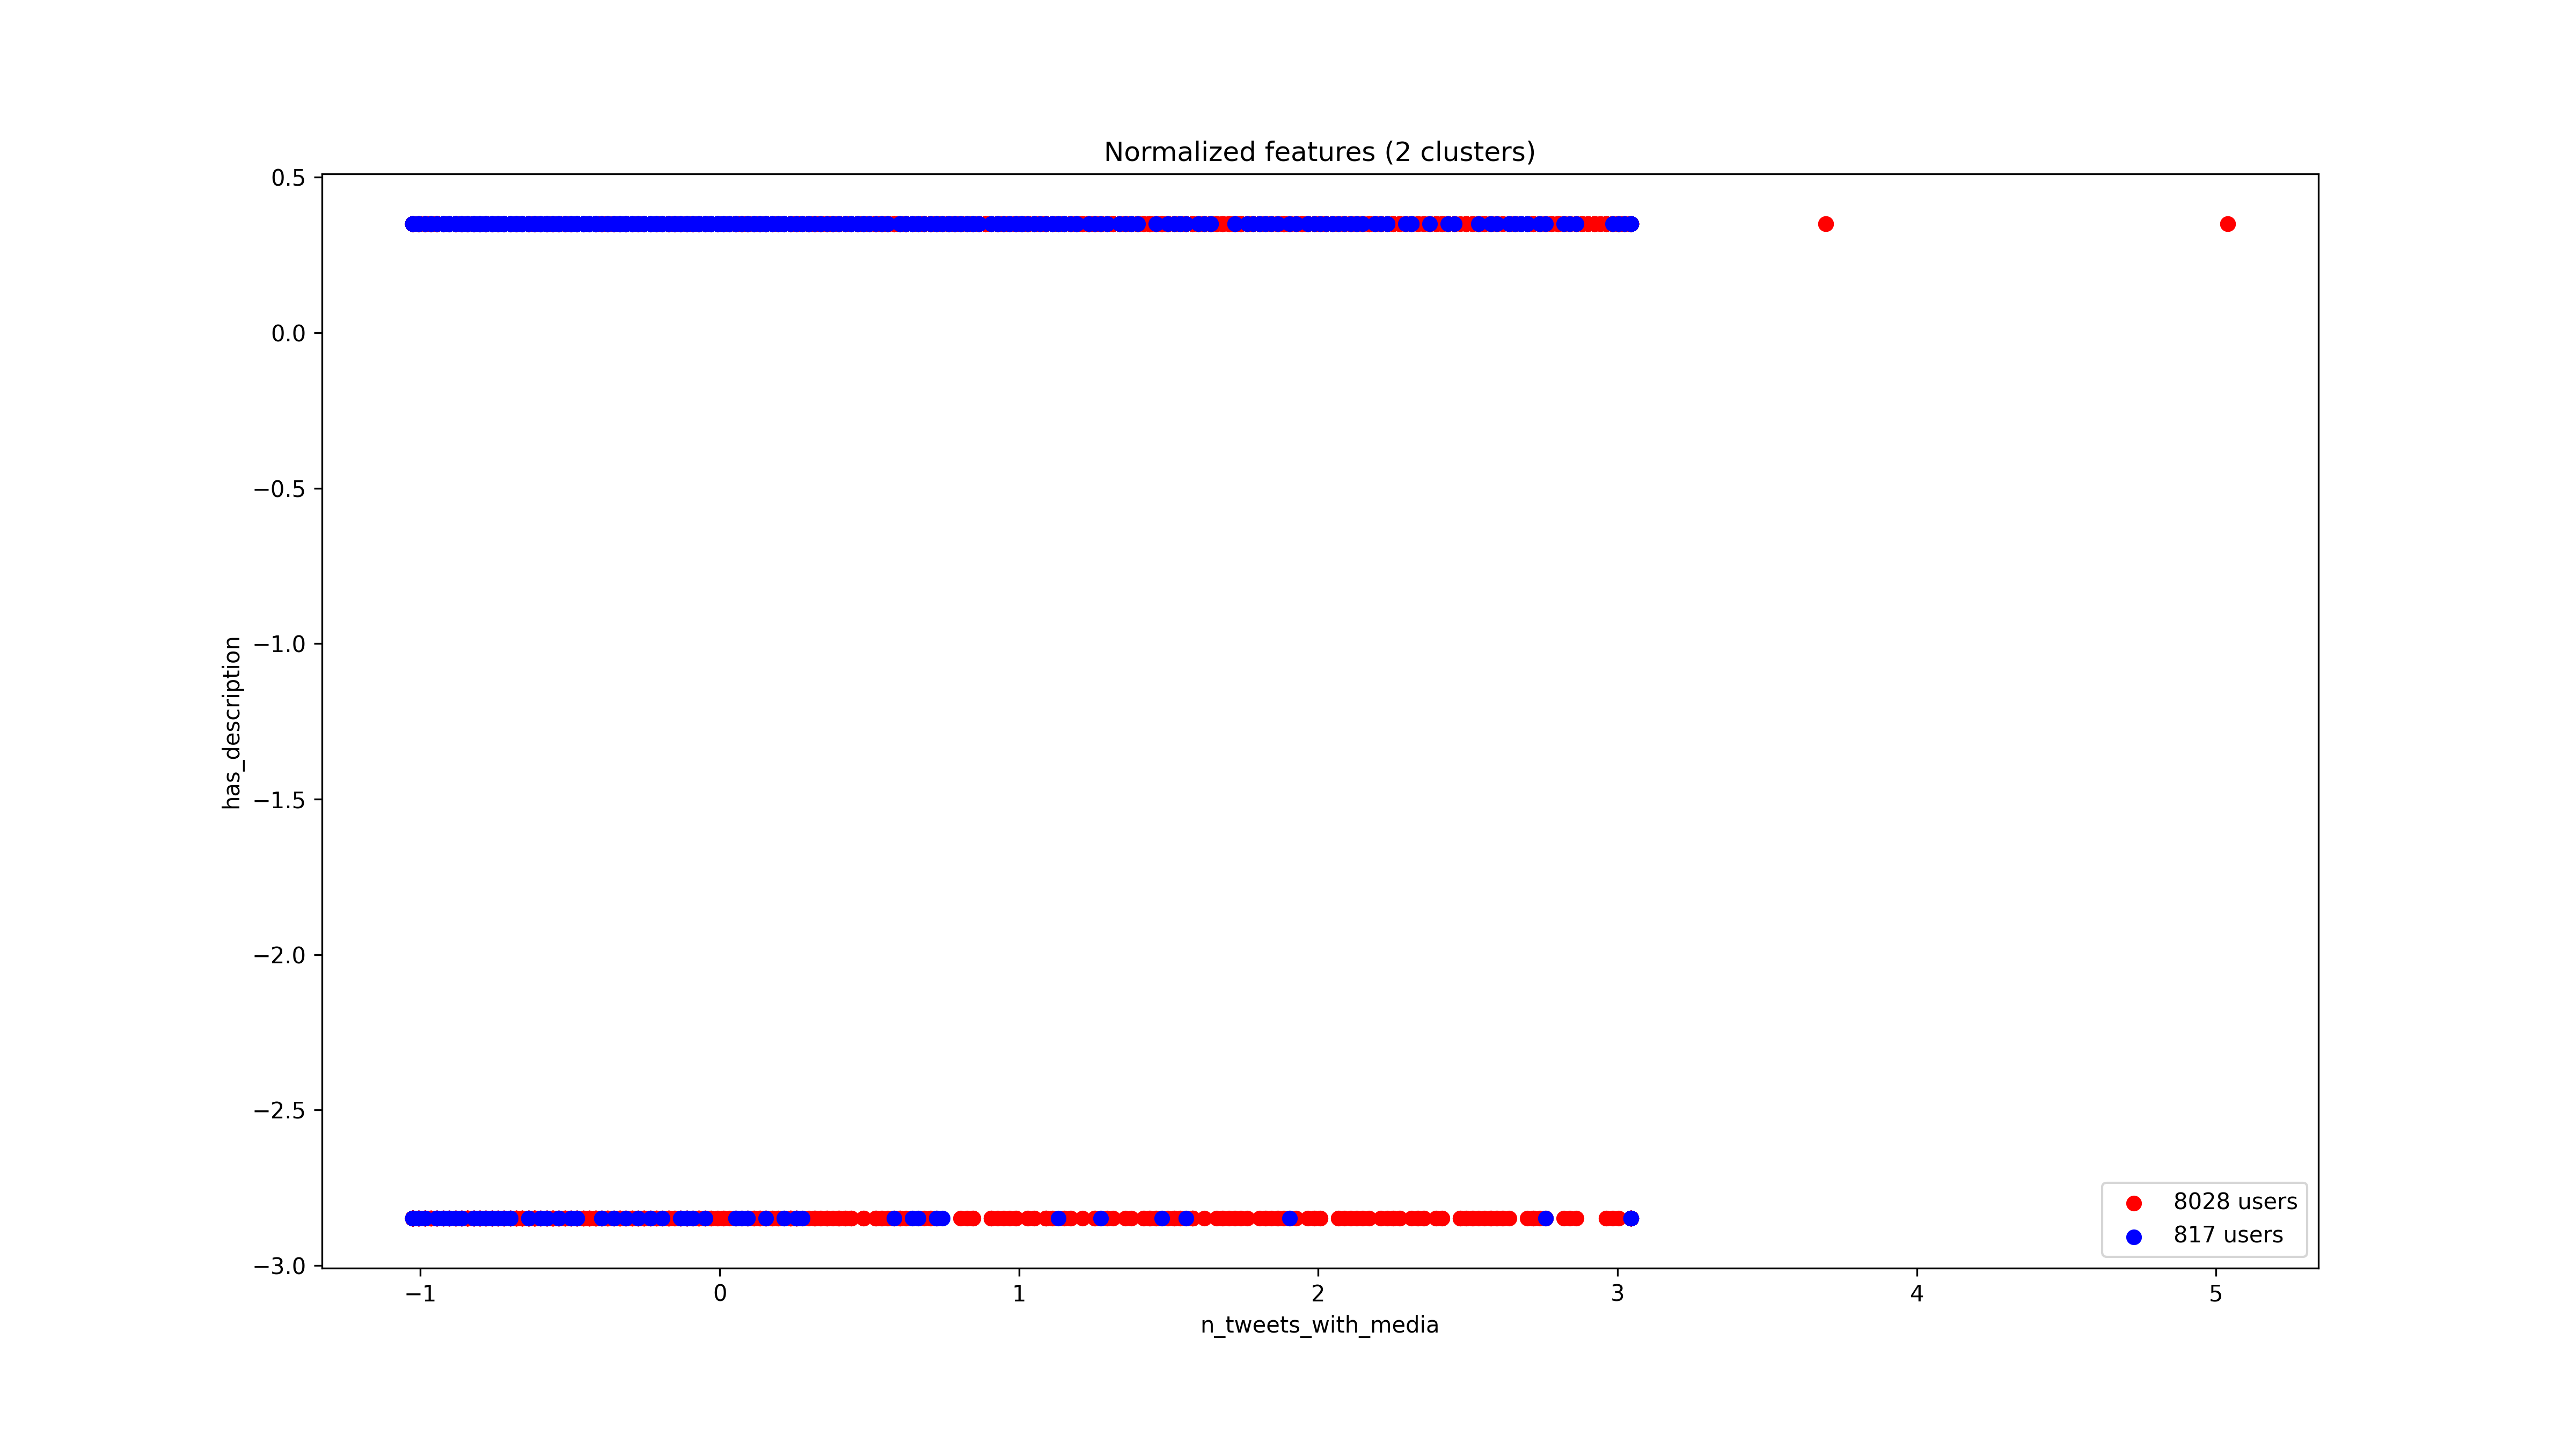 Normalized features (2 clusters)
0.5
0.0
−0.5
−1.0
−1.5
−2.0
−2.5
−3.0
has_description
−1 0 1 2 3 4 5
n_tweets_with_media
8028 users
817 users